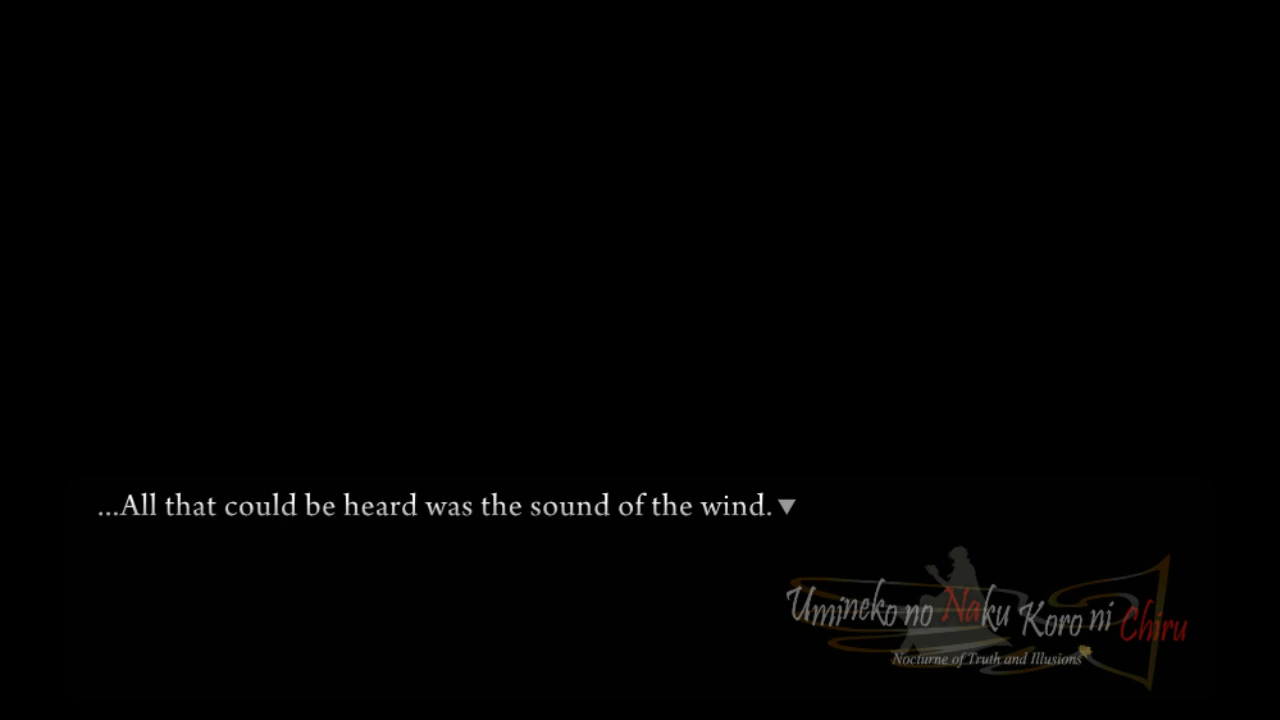 ...All that could be heard was the sound of the wind.
Umineko no Naku Koro ni Chiru
Nocturne of Truth and Illusions